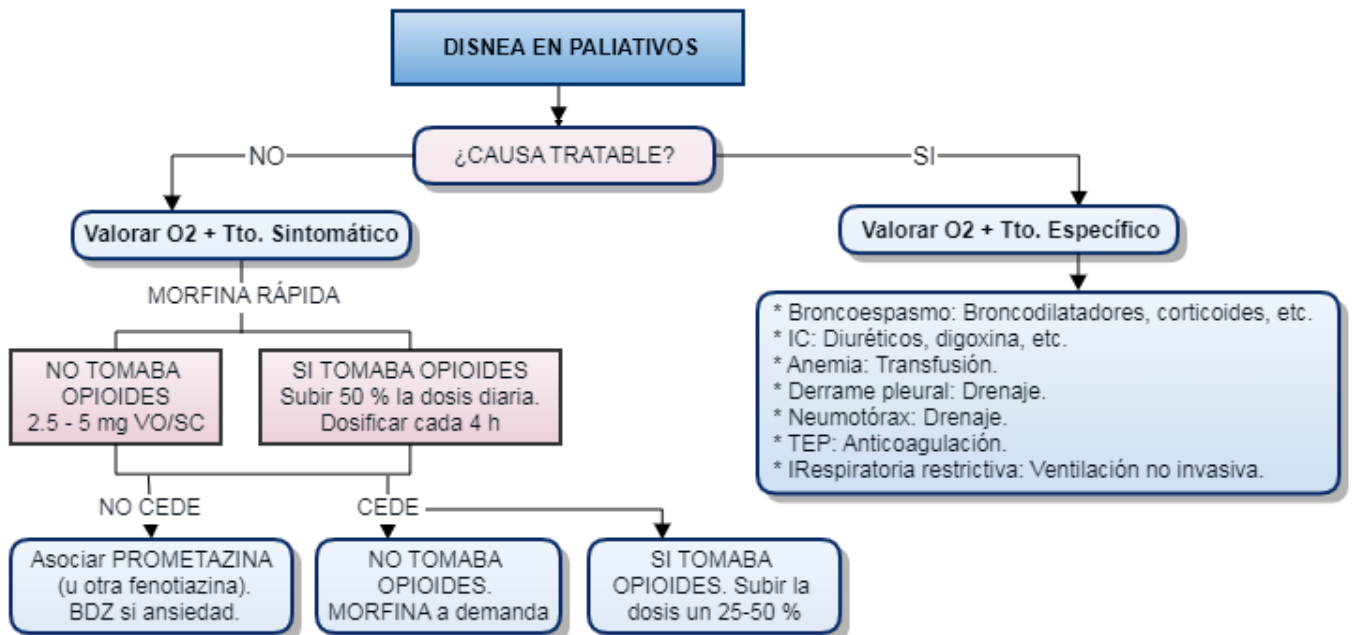 DISNEA EN PALIATIVOS
¿CAUSA TRATABLE?
NO
SI
Valorar O2 + Tto. Sintomático
Valorar O2 + Tto. Específico
MORFINA RÁPIDA
NO TOMABA
OPIOIDES
2.5 - 5 mg VO/SC
SI TOMABA OPIOIDES
Subir 50 % la dosis diaria.
Dosificar cada 4 h
* Broncoespasmo: Broncodilatadores, corticoides, etc.
* IC: Diuréticos, digoxina, etc.
* Anemia: Transfusión.
* Derrame pleural: Drenaje.
* Neumotórax: Drenaje.
* TEP: Anticoagulación.
* IRespiratoria restrictiva: Ventilación no invasiva.
NO CEDE
CEDE
Asociar PROMETAZINA
(u otra fenotiazina).
BDZ si ansiedad.
NO TOMABA
OPIOIDES.
MORFINA a demanda
SI TOMABA
OPIOIDES. Subir la
dosis un 25-50 %